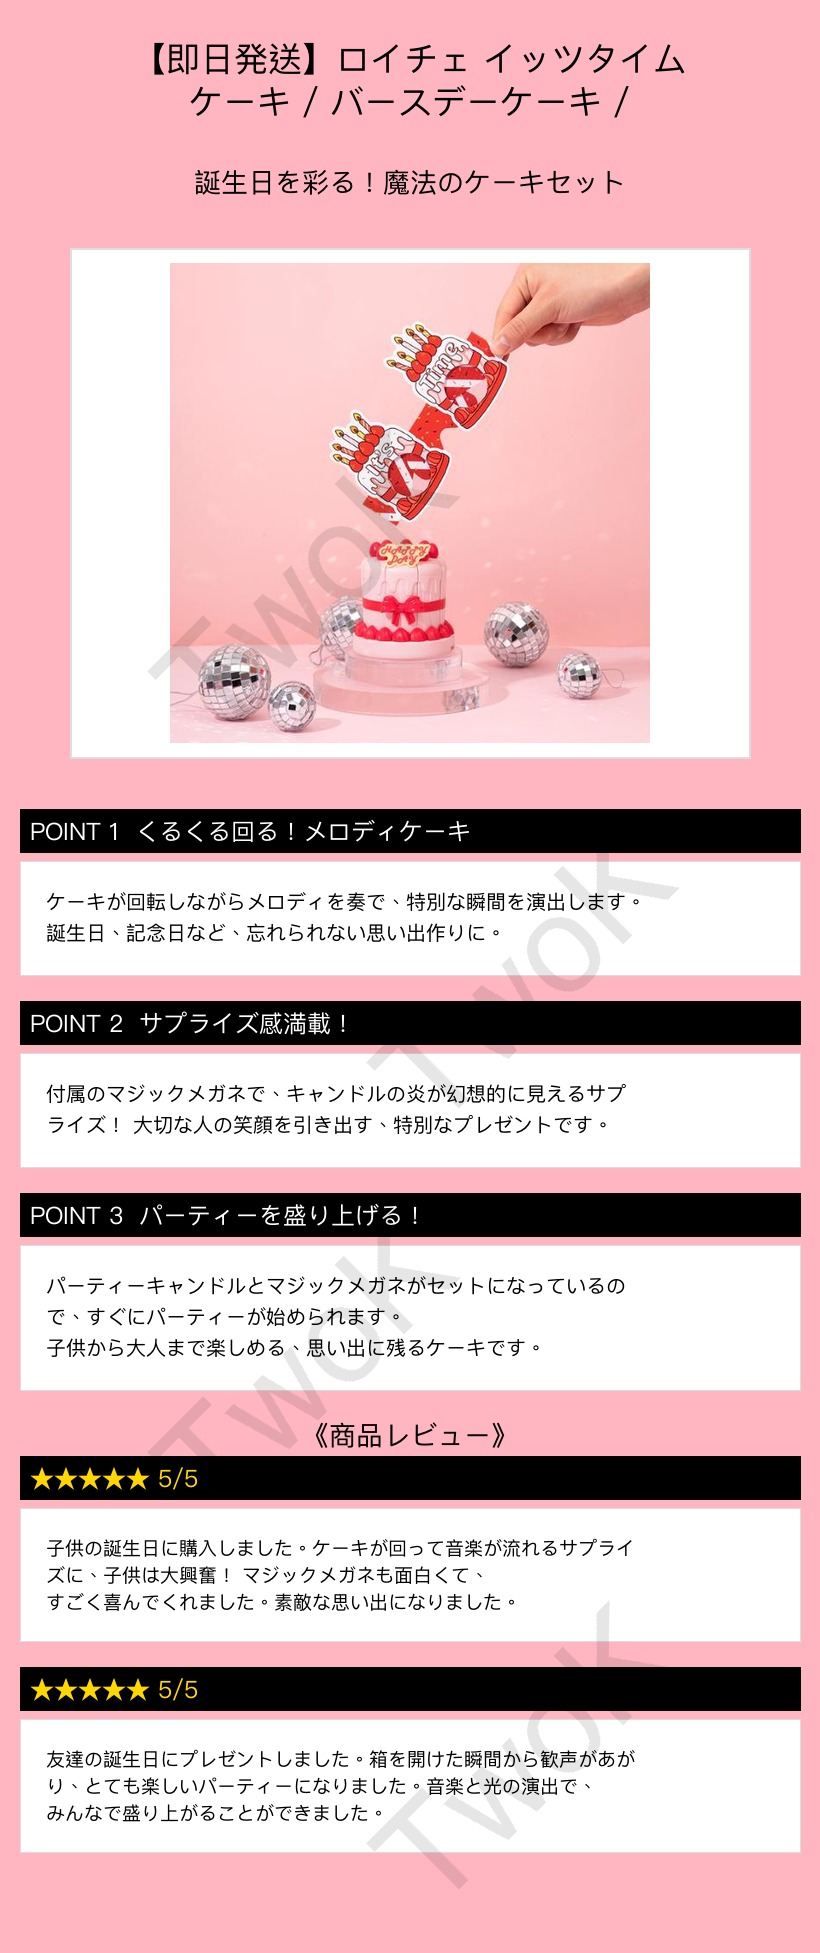 【即日発送】ロイチェ イッツタイム
ケーキ / バースデーケーキ /
誕生日を彩る！魔法のケーキセット
Time
It's
HAPPY
DAY
TwoK
POINT 1 くるくる回る！メロディケーキ
ケーキが回転しながらメロディを奏で、特別な瞬間を演出します。
誕生日、記念日など、忘れられない思い出作りに。
TwoK
POINT 2 サプライズ感満載！
付属のマジックメガネで、キャンドルの炎が幻想的に見えるサプ
ライズ！ 大切な人の笑顔を引き出す、特別なプレゼントです。
POINT 3 パーティーを盛り上げる！
パーティーキャンドルとマジックメガネがセットになっているの
で、すぐにパーティーが始められます。
子供から大人まで楽しめる、思い出に残るケーキです。
TwoK
《商品レビュー》
★★★★★ 5/5
子供の誕生日に購入しました。ケーキが回って音楽が流れるサプライ
ズに、子供は大興奮！ マジックメガネも面白くて、
すごく喜んでくれました。素敵な思い出になりました。
★★★★★ 5/5
友達の誕生日にプレゼントしました。箱を開けた瞬間から歓声があが
り、とても楽しいパーティーになりました。音楽と光の演出で、
みんなで盛り上がることができました。
TwoK